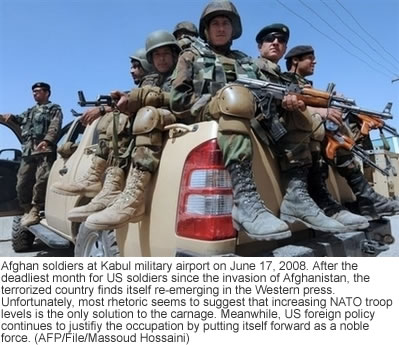 Afghan soldiers at Kabul military airport on June 17, 2008. After the
deadliest month for US soldiers since the invasion of Afghanistan, the
terrorized country finds itself re-emerging in the Western press.
Unfortunately, most rhetoric seems to suggest that increasing NATO troop
levels is the only solution to the carnage. Meanwhile, US foreign policy
continues to justifiy the occupation by putting itself forward as a noble
force. (AFP/File/Massoud Hossaini)